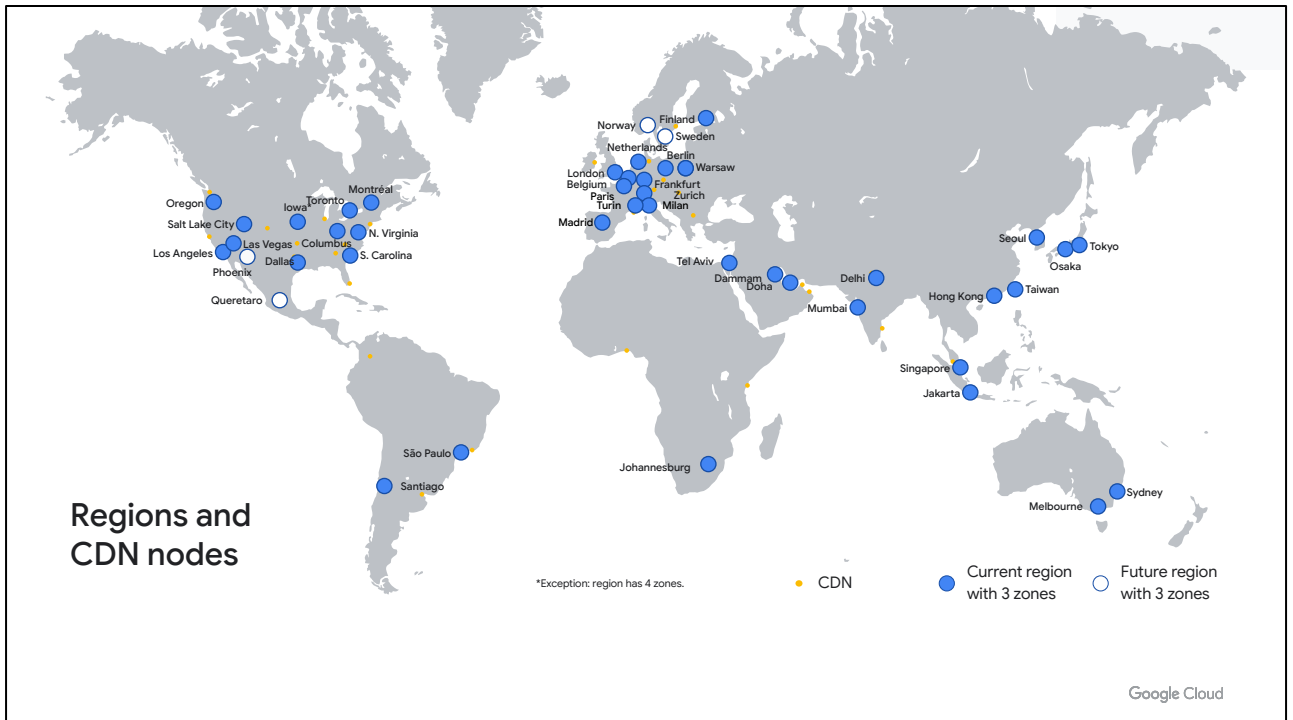 Norway
Finland
Sweden
Netherlands
Berlin
London
Warsaw
Belgium
Frankfurt
Paris
Zurich
Turin
Milan
Madrid
Montréal
Oregon
Iowa*
Toronto
Salt Lake City
N. Virginia
Las Vegas
Columbus
Los Angeles
S. Carolina
Dallas
Phoenix
Queretaro
Tel Aviv
Dammam
Doha
Delhi
Mumbai
Seoul
Tokyo
Osaka
Hong Kong
Taiwan
Singapore
Jakarta
São Paulo
Santiago
Johannesburg
Sydney
Melbourne
Regions and
CDN nodes
*Exception: region has 4 zones.
CDN
Current region
with 3 zones
Future region
with 3 zones
Google Cloud